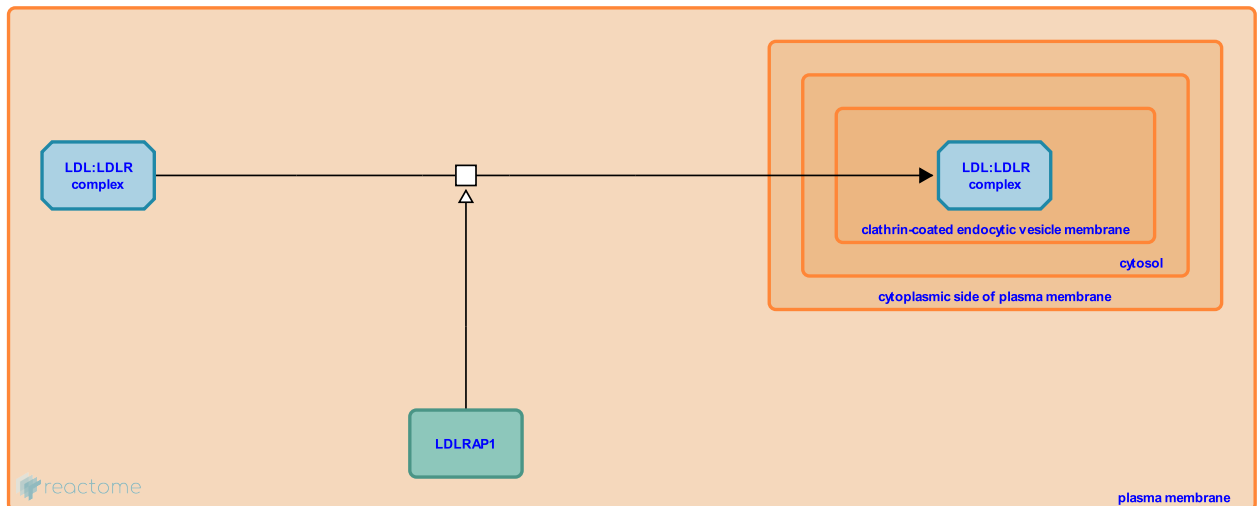 LDL:LDLR
complex
LDL:LDLR
complex
clathrin-coated endocytic vesicle membrane
cytosol
cytoplasmic side of plasma membrane
LDLRAP1
reactome
plasma membrane